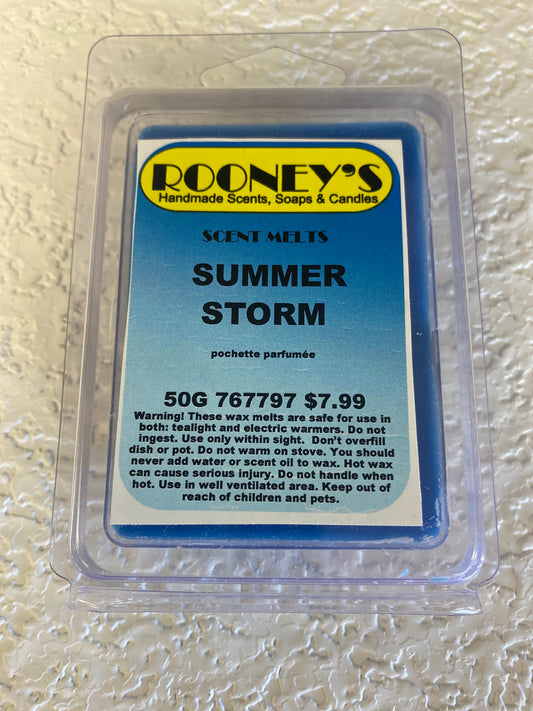 ROONEY'S
Handmade Scents, Soaps & Candles
SCENT MELTS
SUMMER
STORM
pochette parfumée
50G 767797 $7.99
Warning! These wax melts are safe for use in
both: tealight and electric warmers. Do not
ingest. Use only within sight. Don't overfill
dish or pot. Do not warm on stove. You should
never add water or scent oil to wax. Hot wax
can cause serious injury. Do not handle when
hot. Use in well ventilated area. Keep out of
reach of children and pets.